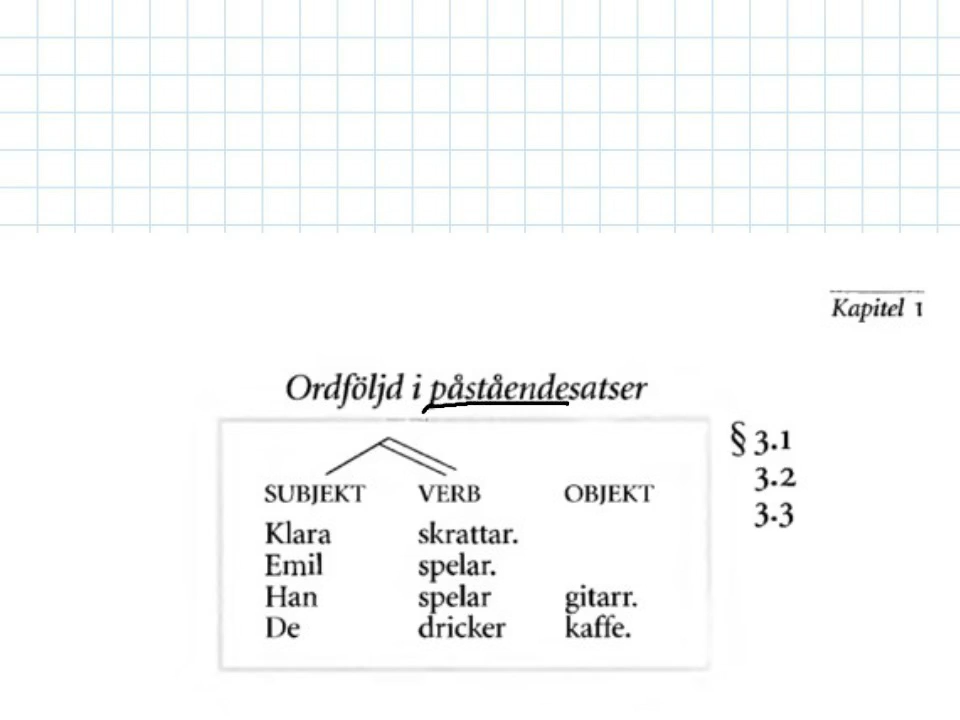 Kapitel 1
Ordföljd i påståendesatser
§ 3.1
3.2
3.3
SUBJEKT VERB OBJEKT
Klara skrattar.
Emil spelar.
Han spelar gitarr.
De dricker kaffe.